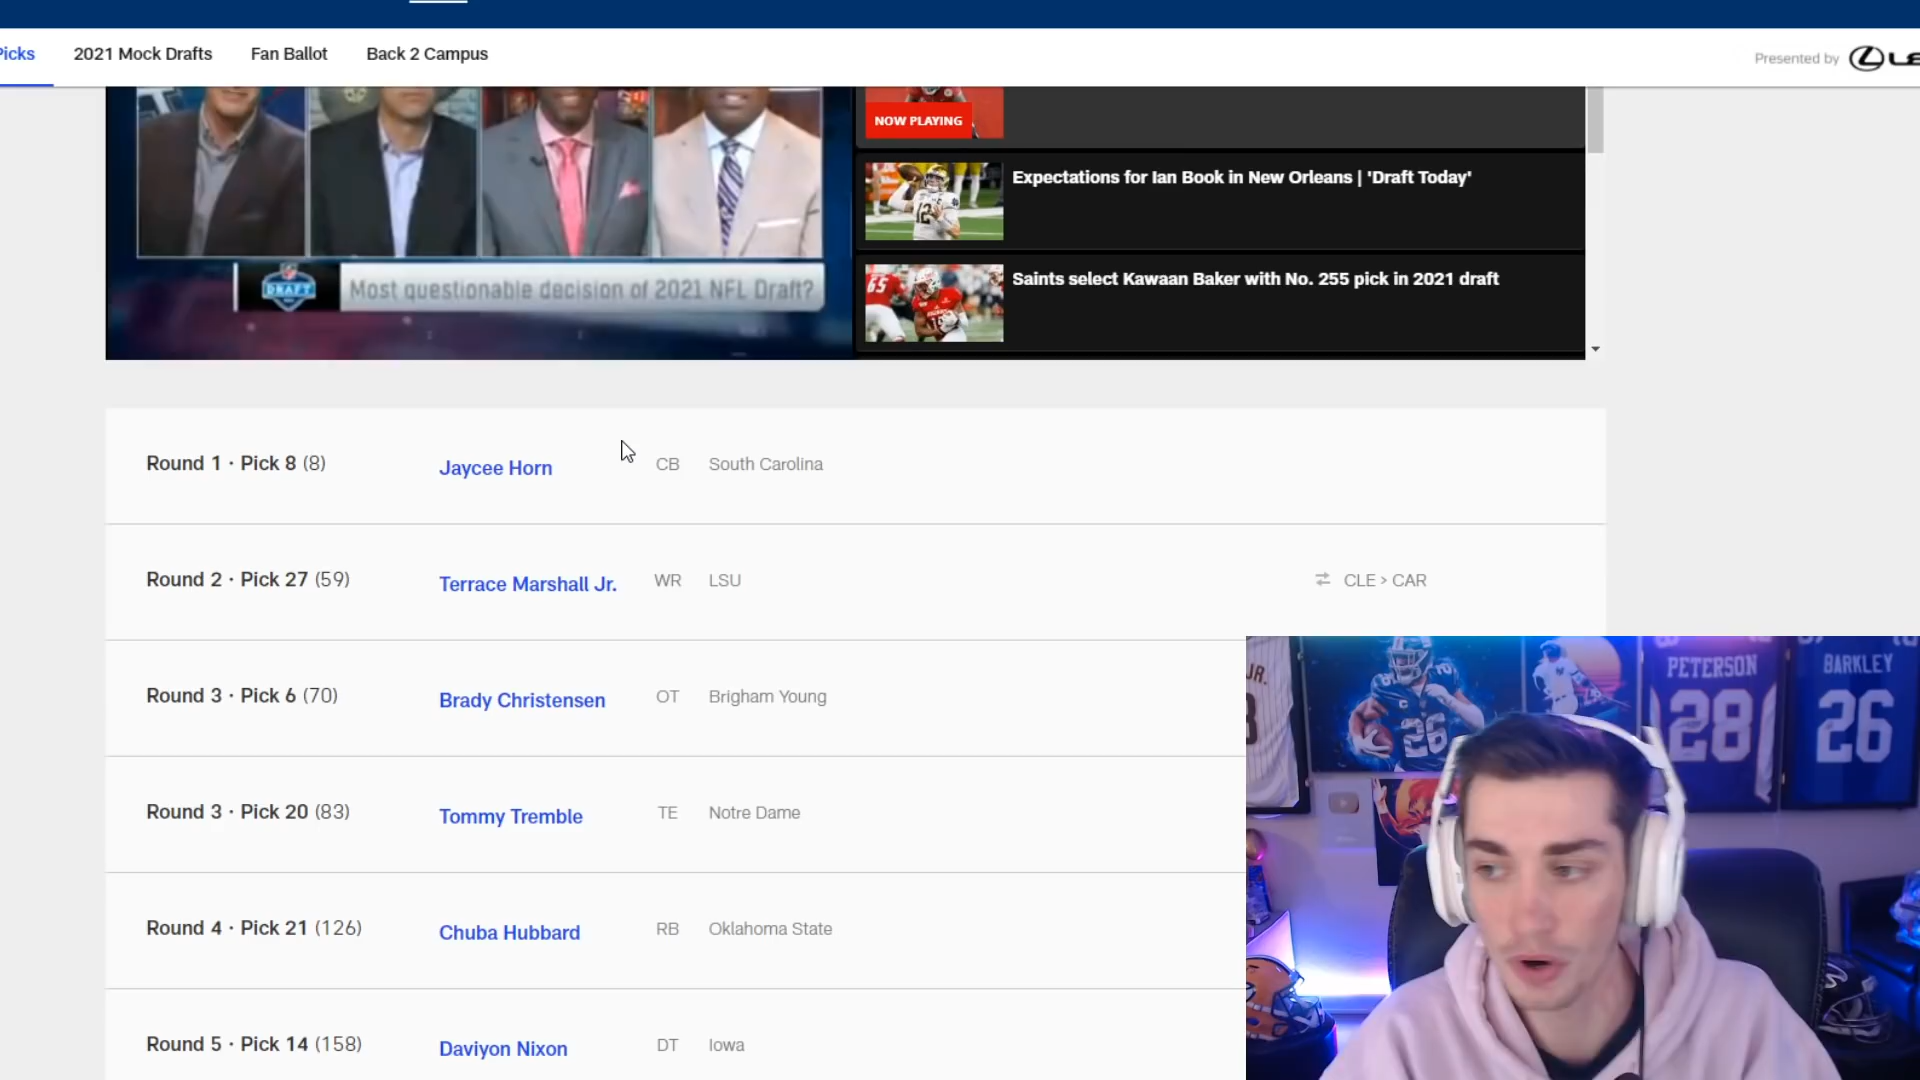 Picks 2021 Mock Drafts Fan Ballot Back 2 Campus
Presented by
NOW PLAYING
Expectations for Ian Book in New Orleans | 'Draft Today'
12
DRAFT
Most questionable decision of 2021 NFL Draft?
65
Saints select Kawaan Baker with No. 255 pick in 2021 draft
Round 1 · Pick 8 (8) Jaycee Horn CB South Carolina
Round 2 · Pick 27 (59) Terrace Marshall Jr. WR LSU CLE > CAR
Round 3 · Pick 6 (70) Brady Christensen OT Brigham Young
Round 3 · Pick 20 (83) Tommy Tremble TE Notre Dame
Round 4 · Pick 21 (126) Chuba Hubbard RB Oklahoma State
Round 5 · Pick 14 (158) Daviyon Nixon DT Iowa
JR.
26
PETERSON
28
BARKLEY
26